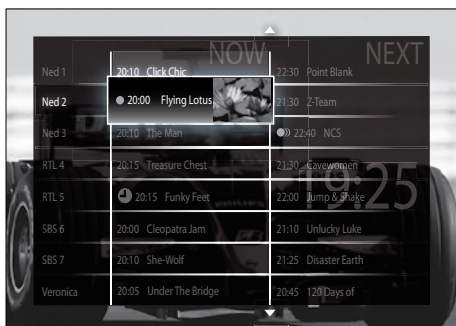 NOW NEXT
Ned 1 20:10 Click Chic 22:30 Point Blank
Ned 2 20:00 Flying Lotus 21:30 Z-Team
Ned 3 20:10 The Man 22:40 NCS
RTL 4 20:15 Treasure Chest 21:30 Cavewomen
19:25
RTL 5 20:15 Funky Feet 22:00 Jump & Shake
PHILIPS
SBS 6 20:00 Cleopatra Jam 21:10 Unlucky Luke
SBS 7 20:10 She-Wolf 21:25 Disaster Earth
Veronica 20:05 Under The Bridge 20:45 120 Days of